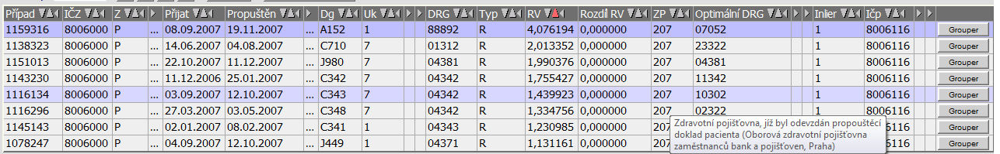 Případ IČZ Z Přijat Propuštěn Dg Uk DRG Typ RV Rozdíl RV ZP Optimální DRG Inlier Ičp
1159316 8006000 P ... 08.09.2007 19.11.2007 ... A152 1 88892 R 4,076194 0,000000 207 07052 1 8006116 Grouper
1138323 8006000 P ... 14.06.2007 04.08.2007 ... C710 7 01312 R 2,013352 0,000000 207 23322 1 8006116 Grouper
1151013 8006000 P ... 22.10.2007 11.12.2007 ... J980 7 04381 R 1,990376 0,000000 207 04381 1 8006116 Grouper
1143230 8006000 P ... 11.12.2006 25.01.2007 ... C342 7 04342 R 1,755427 0,000000 207 11342 1 8006116 Grouper
1116134 8006000 P ... 03.09.2007 12.10.2007 ... C343 7 04342 R 1,439923 0,000000 207 10302 1 8006116 Grouper
1116296 8006000 P ... 27.03.2007 03.05.2007 ... C348 7 04342 R 1,334756 0,000000 207 02322 1 8006116 Grouper
1145143 8006000 P ... 02.01.2007 08.02.2007 ... C341 1 04343 R 1,230985 0,000000 8006116 Grouper
1078247 8006000 P ... 04.09.2007 12.10.2007 ... J449 1 04371 R 1,131161 0,000000 8006116 Grouper
Zdravotní pojišťovna, jíž byl odevzdán propouštěcí
doklad pacienta (Oborová zdravotní pojišťovna
zaměstnanců bank a pojišťoven, Praha)